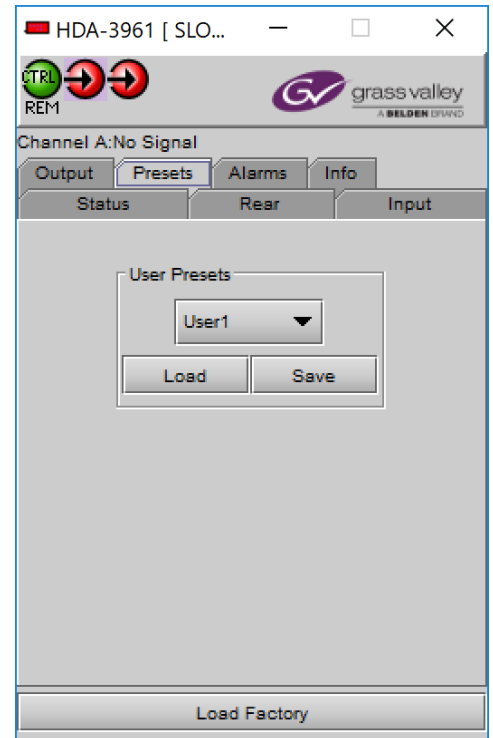 HDA-3961 [ SLO...
CTRL
REM
GV grass valley
A BELDEN BRAND
Channel A:No Signal
Output Presets Alarms Info
Status Rear Input
User Presets
User1
Load Save
Load Factory